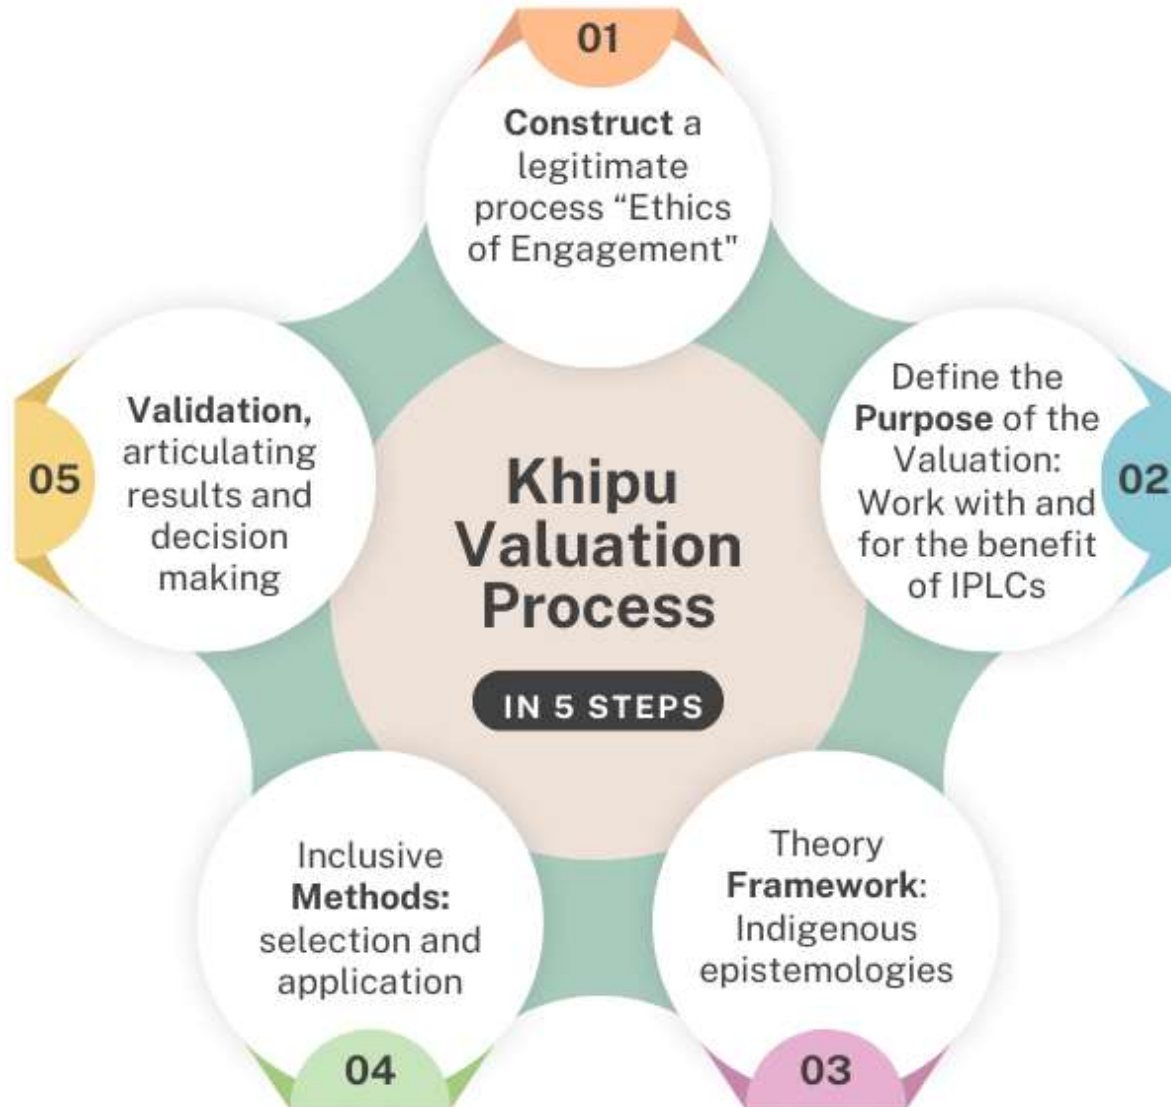 01
Construct a
legitimate
process “Ethics
of Engagement"
Define the
Purpose of the
Valuation:
Work with and
for the benefit
of IPLCs
02
Theory
Framework:
Indigenous
epistemologies
03
Inclusive
Methods:
selection and
application
04
Validation,
articulating
results and
decision
making
05
Khipu
Valuation
Process
IN 5 STEPS